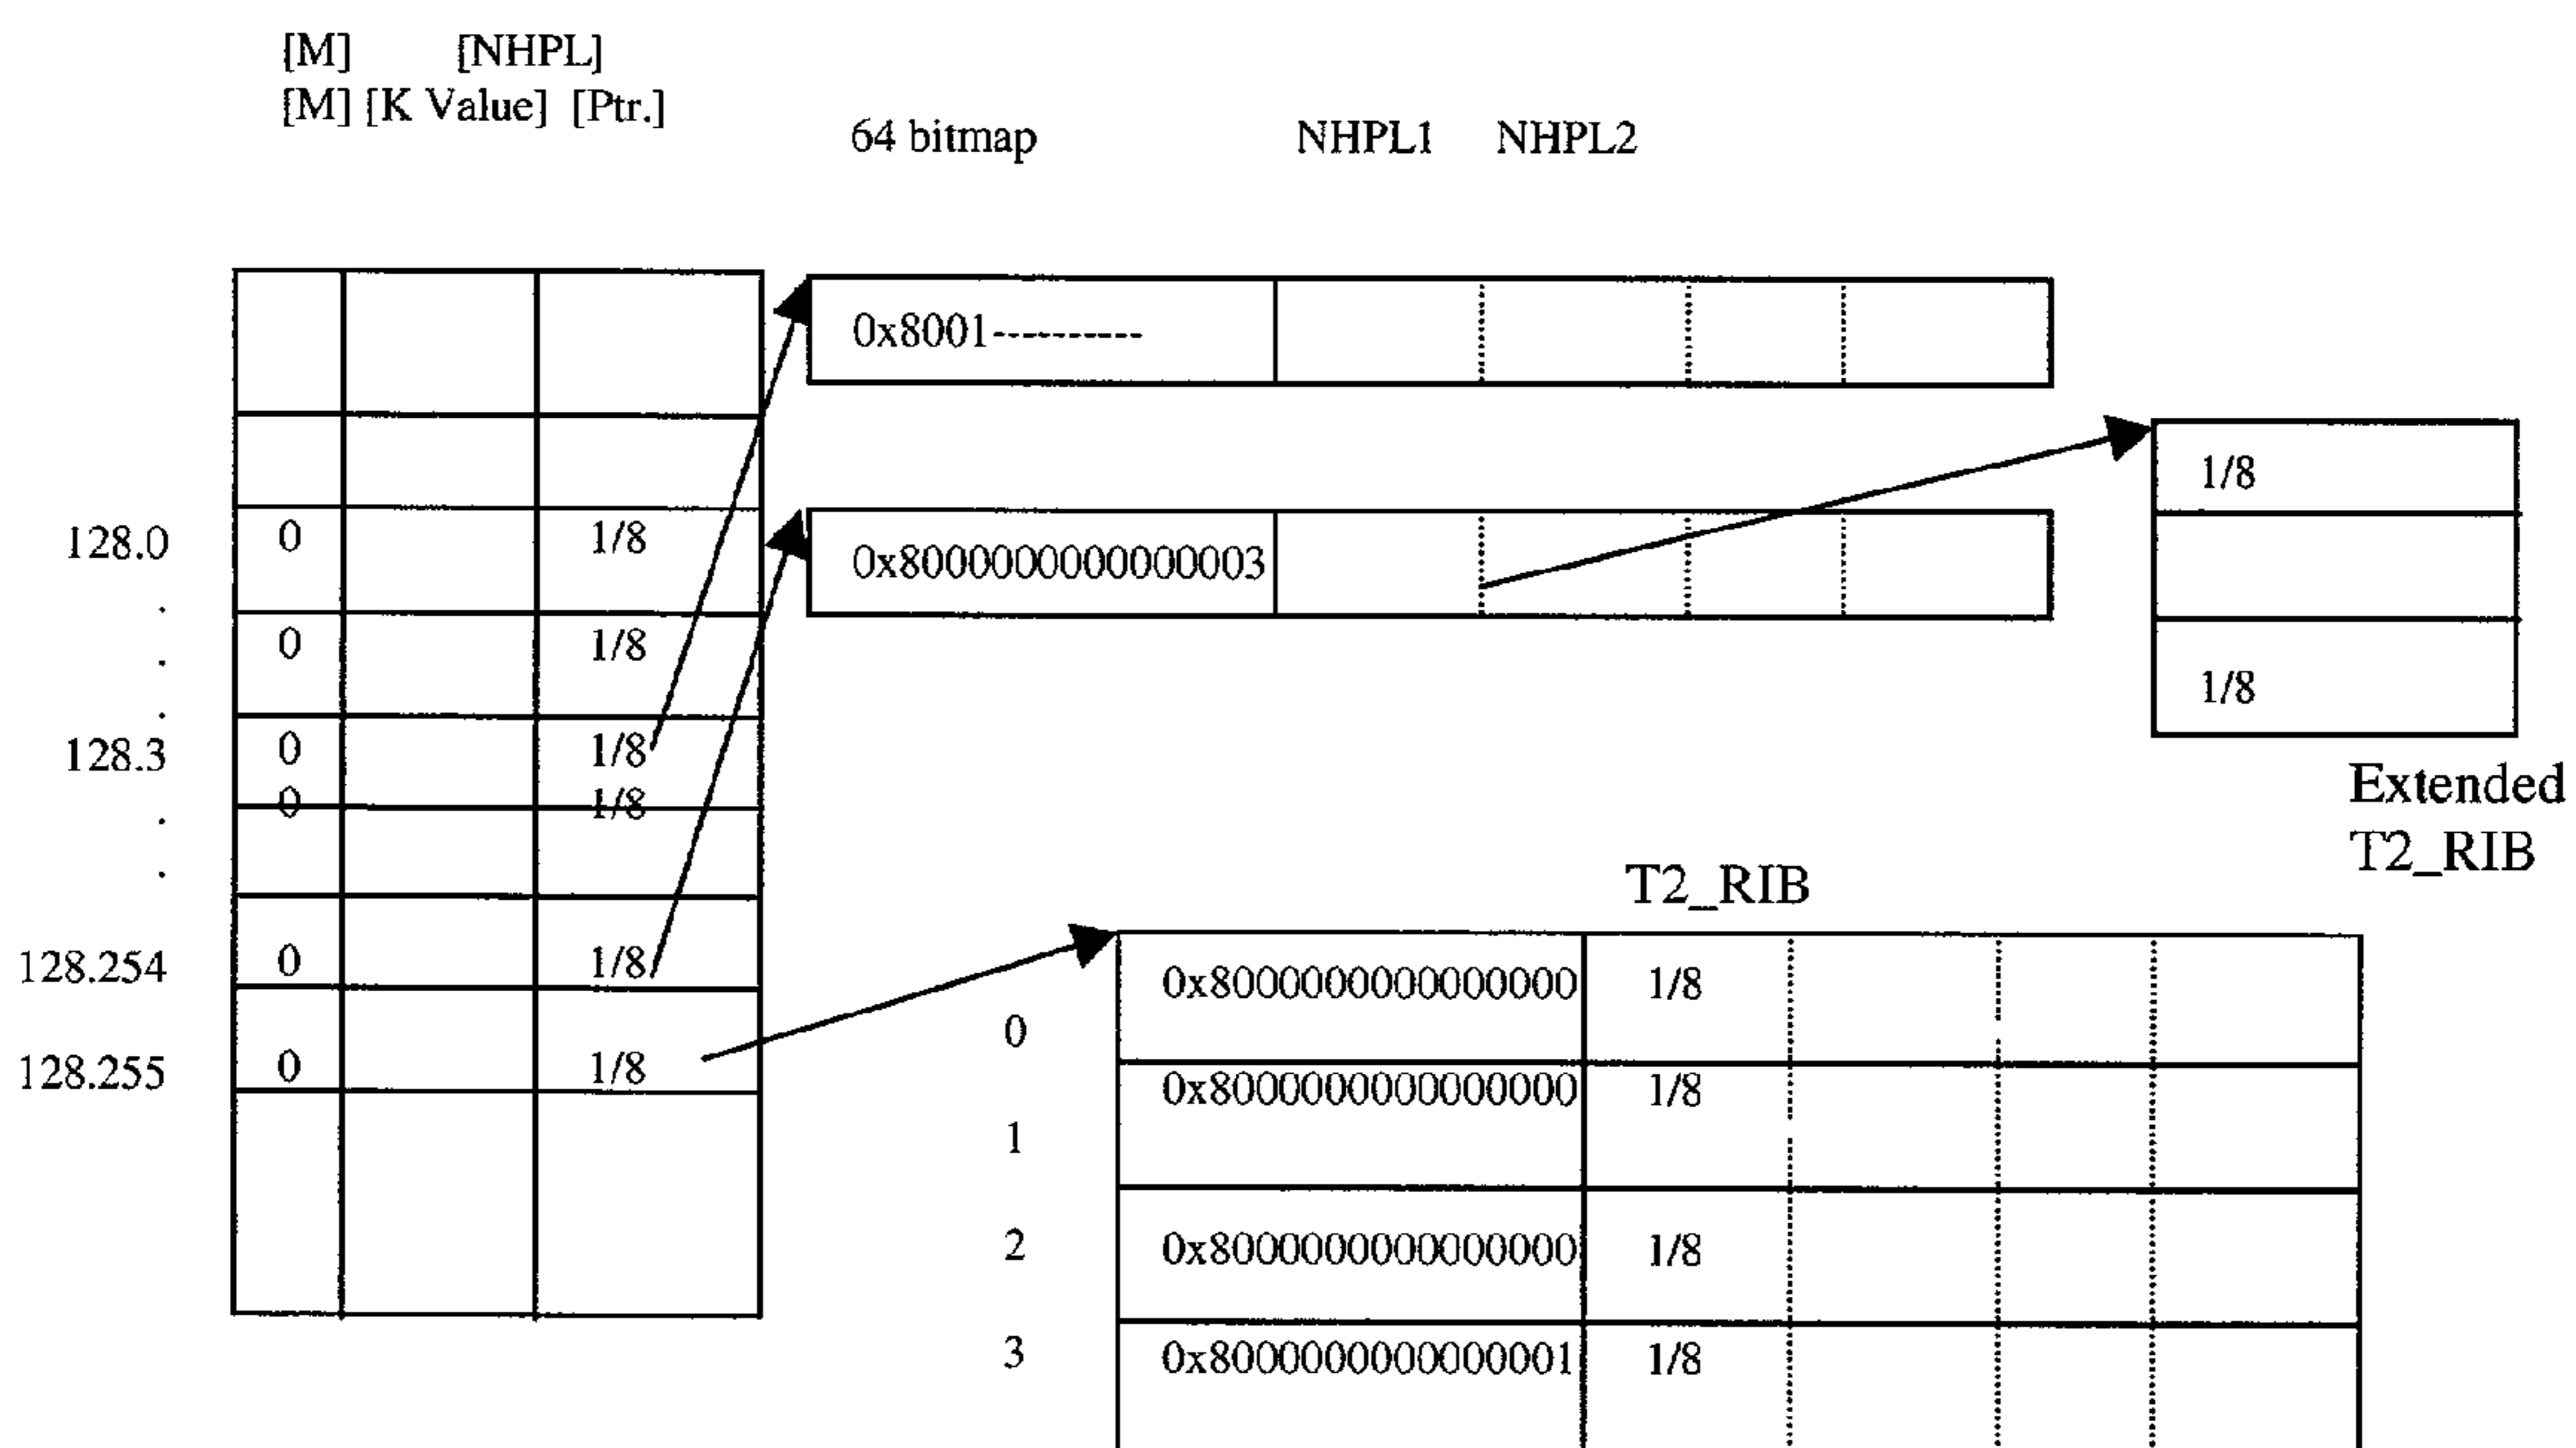 [M] [NHPL]
[M] [K Value] [Ptr.]
64 bitmap NHPL1 NHPL2
0x8001----------
1/8
128.0 0 1/8 0x8000000000000003
.
0 1/8
.
1/8
.
128.3 0 1/8
0 1/8
.
.
Extended
T2_RIB
T2_RIB
128.254 0 1/8
0x8000000000000000 1/8
0
128.255 0 1/8
0x8000000000000000 1/8
1
2 0x8000000000000000 1/8
3 0x8000000000000001 1/8